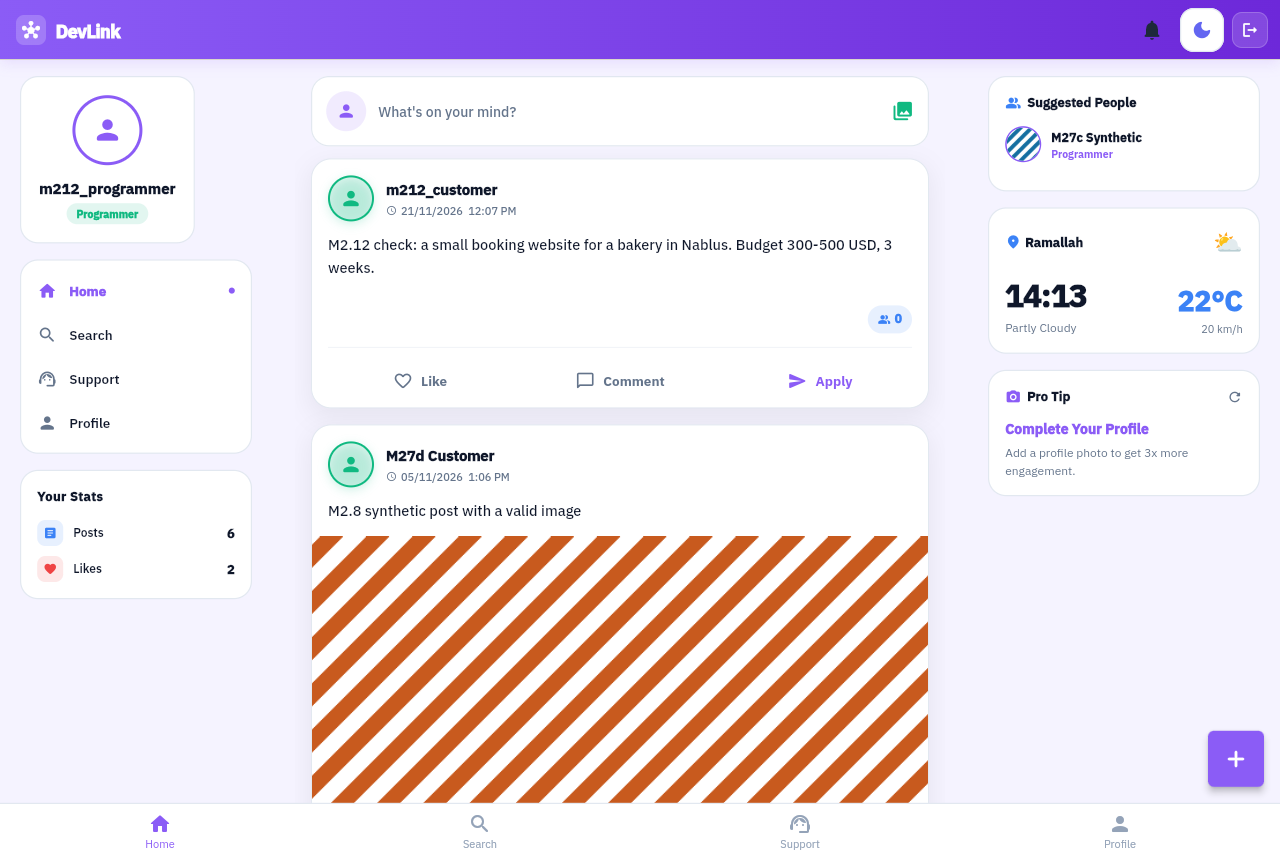 DevLink
m212_programmer
Programmer
Home
Search
Support
Profile
Your Stats
Posts 6
Likes 2
What's on your mind?
m212_customer
21/11/2026 12:07 PM
M2.12 check: a small booking website for a bakery in Nablus. Budget 300-500 USD, 3
weeks.
0
Like Comment Apply
M27d Customer
05/11/2026 1:06 PM
M2.8 synthetic post with a valid image
Suggested People
M27c Synthetic
Programmer
Ramallah
14:13 22°C
Partly Cloudy 20 km/h
Pro Tip
Complete Your Profile
Add a profile photo to get 3x more
engagement.
Home Search Support Profile